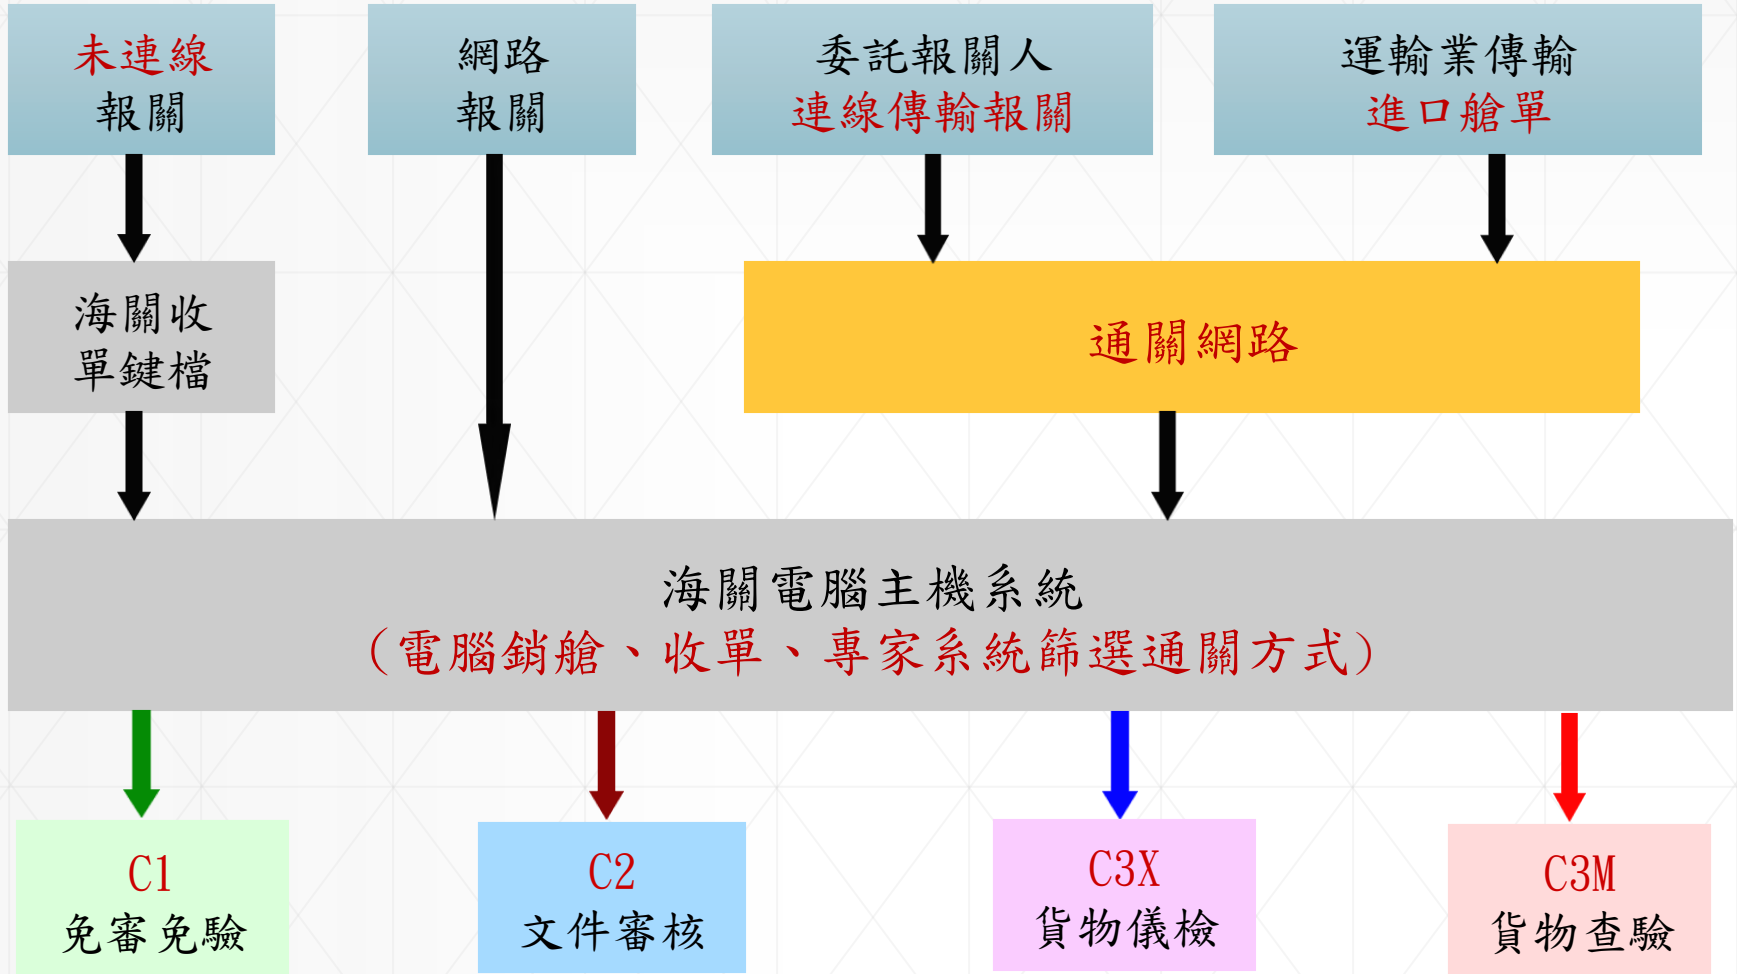 未連線
報關
網路
報關
委託報關人
連線傳輸報關
運輸業傳輸
進口艙單
海關收
單鍵檔
通關網路
海關電腦主機系統
（電腦銷艙、收單、專家系統篩選通關方式）
C1
免審免驗
C2
文件審核
C3X
貨物儀檢
C3M
貨物查驗